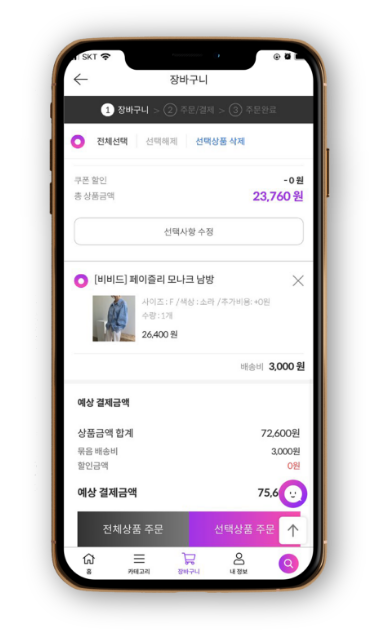 SKT
장바구니
1 장바구니 > 2 주문/결제 > 3 주문완료
전체선택 선택해제 선택상품 삭제
쿠폰 할인 -0 원
총 상품금액 23,760 원
선택사항 수정
[비비드] 페이즐리 모나크 남방
사이즈 : F / 색상 : 소라 / 추가비용: +0원
수량 : 1개
26,400 원
배송비 3,000 원
예상 결제금액
상품금액 합계 72,600원
묶음 배송비 3,000원
할인금액 0원
예상 결제금액 75,6
전체상품 주문 선택상품 주문
홈 카테고리 장바구니 내 정보